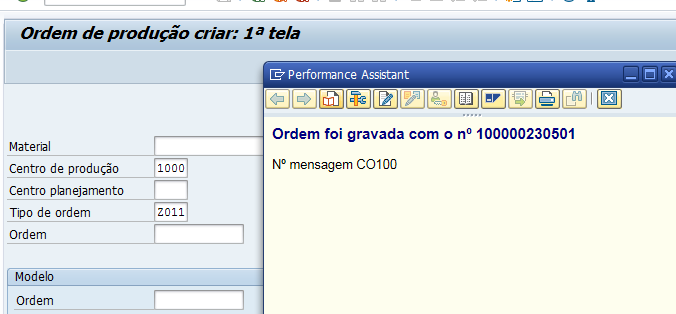 Ordem de produção criar: 1ª tela
Performance Assistant
Ordem foi gravada com o nº 100000230501
Nº mensagem CO100
Material
Centro de produção 1000
Centro planejamento
Tipo de ordem Z011
Ordem
Modelo
Ordem